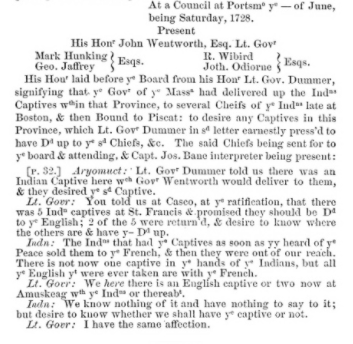 At a Council at Portsmº yᵉ — of June,
being Saturday, 1728.
Present
His Honʳ John Wentworth, Esq. Lt. Govʳ
Mark Hunking } Esqs. R. Wibird } Esqs.
Geo. Jaffrey Joth. Odiorne
His Honʳ laid before yᵉ Board from his Honʳ Lt. Gov. Dummer,
signifying that yᵉ Govʳ of yᵉ Massᵃ had delivered up the Indⁿˢ
Captives wᵗʰin that Province, to several Cheifs of yᵉ Indⁿˢ late at
Boston, & then Bound to Piscat: to desire any Captives in this
Province, which Lt. Govʳ Dummer in sᵈ letter earnestly press'd to
have Dᵈ up to yᵉ sᵈ Chiefs, &c. The said Chiefs being sent for to
yᵉ board & attending, & Capt. Jos. Bane interpreter being present:
[p. 32.] Aryomuct: Lt. Govʳ Dummer told us there was an
Indian Captive here wᵗʰ Govʳ Wentworth would deliver to them,
& they desired yᵉ sᵈ Captive.
Lt. Goverʳ: You told us at Casco, at yᵉ ratification, that there
was 5 Indⁿ captives at St. Francis & promised they should be Dᵈ
to yᵉ English; 2 of the 5 were return'd, & desire to know where
the others are & have y– Dᵈ up.
Indⁿ: The Indⁿˢ that had yᵉ Captives as soon as yy heard of yᵉ
Peace sold them to yᵉ French, & then they were out of our reach.
There is not now one captive in yᵉ hands of yᵉ Indians, but all
yᵉ English yᵗ were ever taken are with yᵉ French.
Lt. Govʳ: We here there is an English captive or two now at
Amuskeag wᵗʰ yᵉ Indⁿˢ or thereabᵗ.
Indⁿ: We know nothing of it and have nothing to say to it;
but desire to know whether we shall have yᵉ captive or not.
Lt. Goverʳ: I have the same affection.